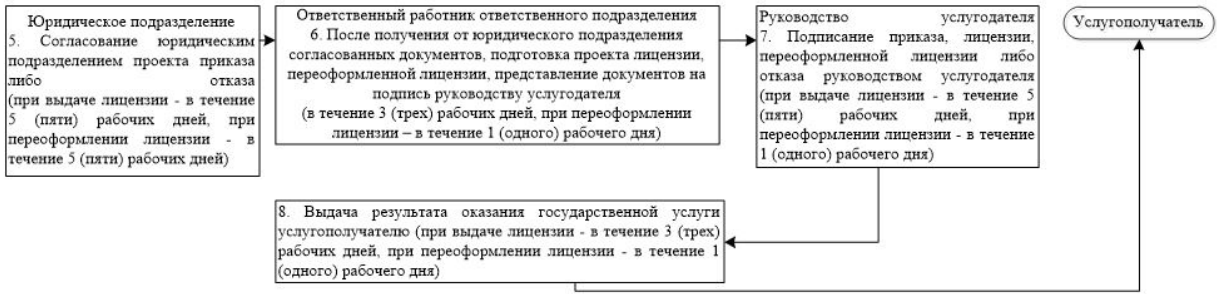 Юридическое подразделение
5. Согласование юридическим
подразделением проекта приказа
либо отказа
(при выдаче лицензии - в течение
5 (пяти) рабочих дней, при
переоформлении лицензии - в
течение 5 (пяти) рабочих дней)
Ответственный работник ответственного подразделения
6. После получения от юридического подразделения
согласованных документов, подготовка проекта лицензии,
переоформленной лицензии, представление документов на
подпись руководству услугодателя
(в течение 3 (трех) рабочих дней, при переоформлении
лицензии – в течение 1 (одного) рабочего дня)
Руководство услугодателя
7. Подписание приказа, лицензии,
переоформленной лицензии либо
отказа руководством услугодателя
(при выдаче лицензии - в течение 5
(пяти) рабочих дней, при
переоформлении лицензии - в течение
1 (одного) рабочего дня)
Услугополучатель
8. Выдача результата оказания государственной услуги
услугополучателю (при выдаче лицензии - в течение 3 (трех)
рабочих дней, при переоформлении лицензии - в течение 1
(одного) рабочего дня)